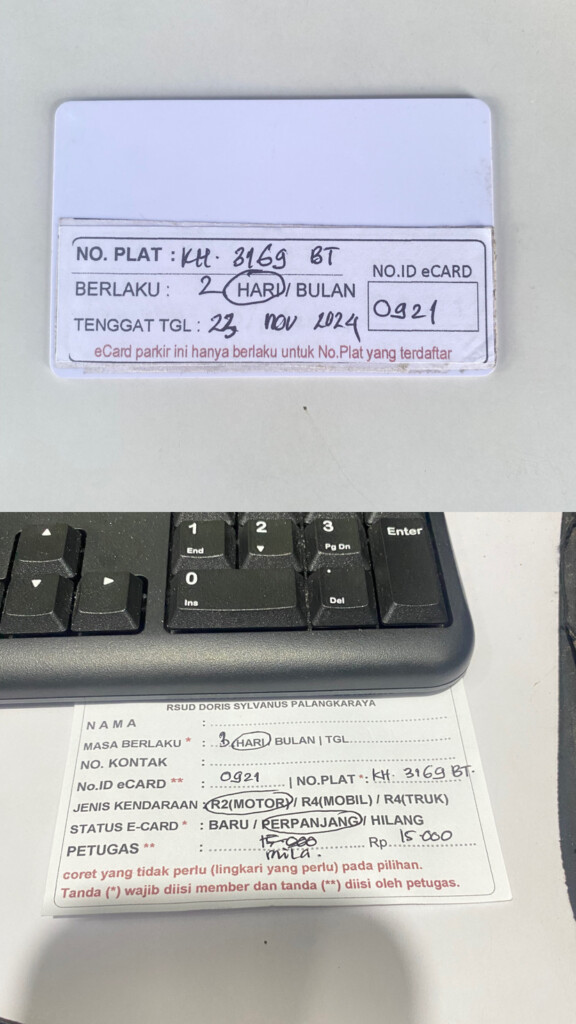 NO. PLAT : KH. 3169 BT
NO.ID eCARD
BERLAKU : 2 HARI / BULAN
0921
TENGGAT TGL : 23 NOV 2024
eCard parkir ini hanya berlaku untuk No.Plat yang terdaftar
1
End
2
3
Pg Dn
Enter
0
Ins
.
Del
RSUD DORIS SYLVANUS PALANGKARAYA
NAMA :
MASA BERLAKU * : 3 HARI BULAN | TGL
NO. KONTAK :
No.ID eCARD ** : 0921 | NO.PLAT * : KH. 3169 BT.
JENIS KENDARAAN : R2(MOTOR) / R4(MOBIL) / R4(TRUK)
STATUS E-CARD * : BARU / PERPANJANG / HILANG
15.000
PETUGAS ** : mila. Rp. 15.000
coret yang tidak perlu (lingkari yang perlu) pada pilihan.
Tanda (*) wajib diisi member dan tanda (**) diisi oleh petugas.